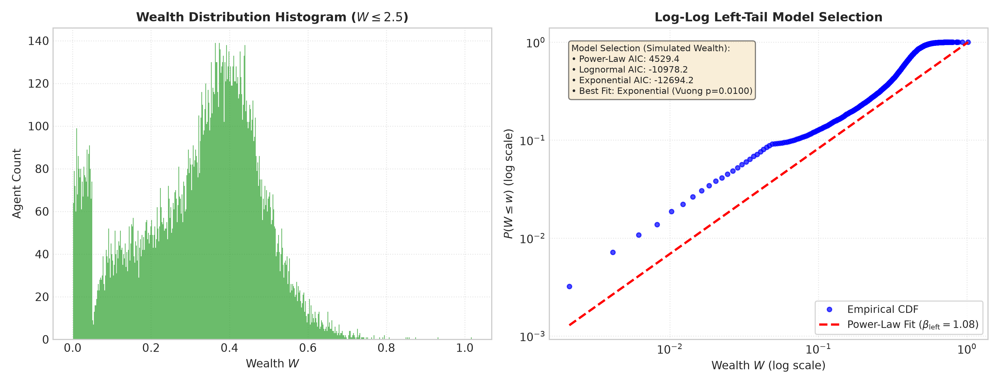 Wealth Distribution Histogram (W ≤ 2.5)
Agent Count
140
120
100
80
60
40
20
0
0.0 0.2 0.4 0.6 0.8 1.0
Wealth W
Log-Log Left-Tail Model Selection
P(W ≤ w) (log scale)
10⁰
10⁻¹
10⁻²
10⁻³
Model Selection (Simulated Wealth):
• Power-Law AIC: 4529.4
• Lognormal AIC: -10978.2
• Exponential AIC: -12694.2
• Best Fit: Exponential (Vuong p=0.0100)
Empirical CDF
Power-Law Fit (β_left = 1.08)
10⁻² 10⁻¹ 10⁰
Wealth W (log scale)